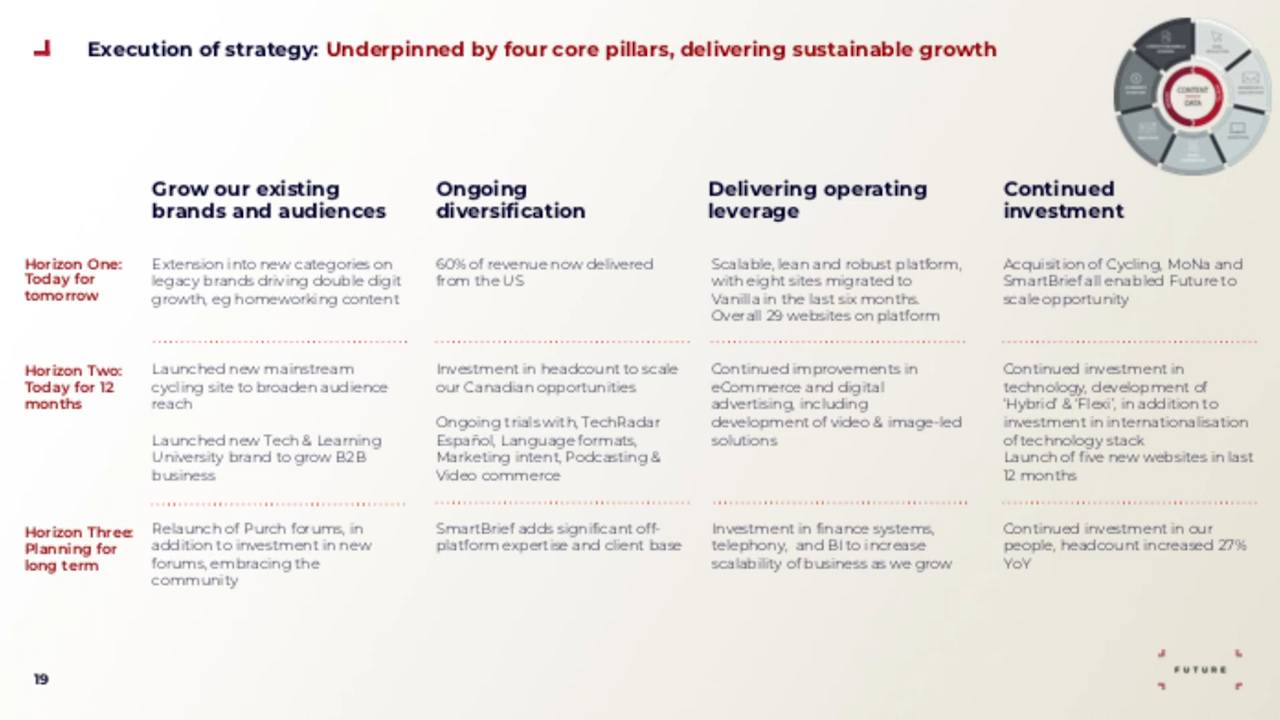 Execution of strategy: Underpinned by four core pillars, delivering sustainable growth
CONTENT
DATA
Grow our existing
brands and audiences
Ongoing
diversification
Delivering operating
leverage
Continued
investment
Horizon One:
Today for
tomorrow
Extension into new categories on
legacy brands driving double digit
growth, eg homeworking content
60% of revenue now delivered
from the US
Scalable, lean and robust platform,
with eight sites migrated to
Vanilla in the last six months.
Overall 29 websites on platform
Acquisition of Cycling, MoNa and
SmartBrief all enabled Future to
scale opportunity
Horizon Two:
Today for 12
months
Launched new mainstream
cycling site to broaden audience
reach
Launched new Tech & Learning
University brand to grow B2B
business
Investment in headcount to scale
our Canadian opportunities
Ongoing trials with, TechRadar
Español, Language formats,
Marketing intent, Podcasting &
Video commerce
Continued improvements in
eCommerce and digital
advertising, including
development of video & image-led
solutions
Continued investment in
technology, development of
'Hybrid' & 'Flexi', in addition to
investment in internationalisation
of technology stack
Launch of five new websites in last
12 months
Horizon Three:
Planning for
long term
Relaunch of Purch forums, in
addition to investment in new
forums, embracing the
community
SmartBrief adds significant off-
platform expertise and client base
Investment in finance systems,
telephony, and BI to increase
scalability of business as we grow
Continued investment in our
people, headcount increased 27%
YoY
19
FUTURE